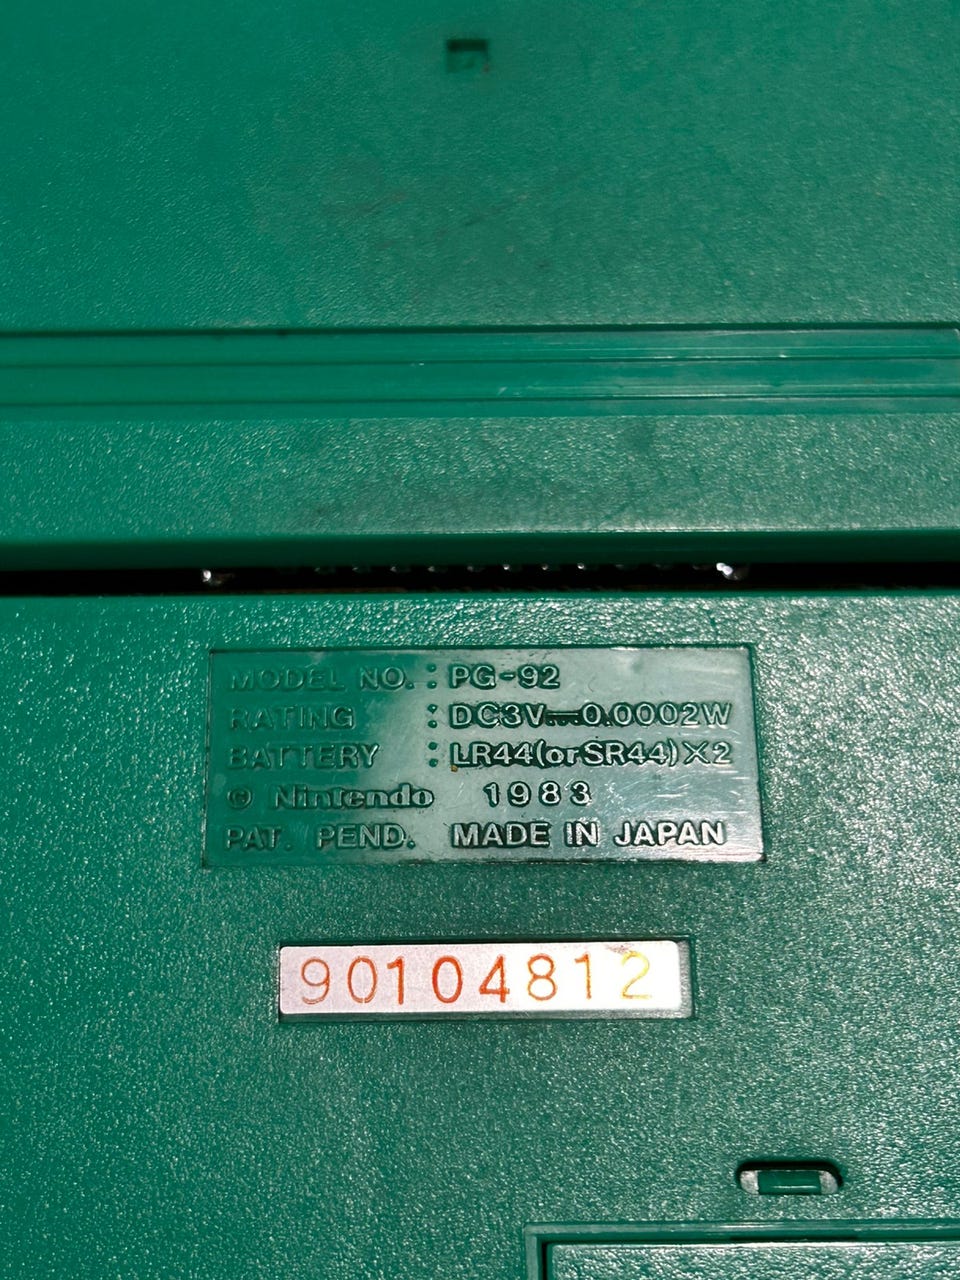 MODEL NO. : PG-92
RATING : DC3V⎓0.0002W
BATTERY : LR44(or SR44)×2
© Nintendo 1983
PAT. PEND. MADE IN JAPAN
90104812